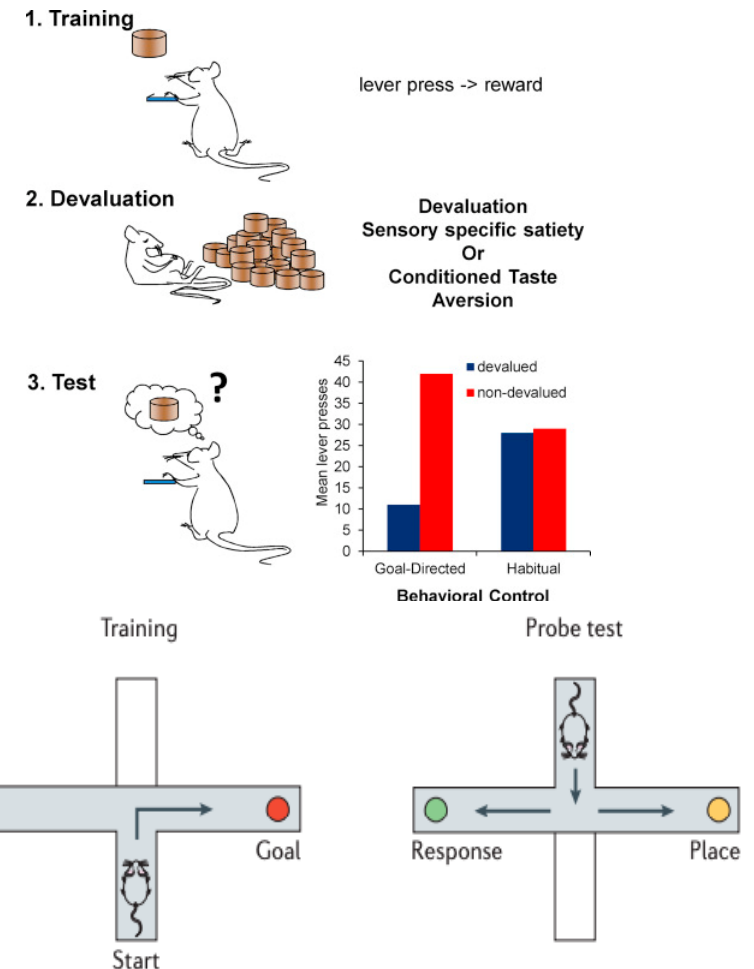 1. Training
lever press -> reward
2. Devaluation
Devaluation
Sensory specific satiety
Or
Conditioned Taste
Aversion
3. Test
?
45
40
35
30
25
20
15
10
5
0
Mean lever presses
devalued
non-devalued
Goal-Directed
Habitual
Behavioral Control
Training
Probe test
Goal
Start
Response
Place